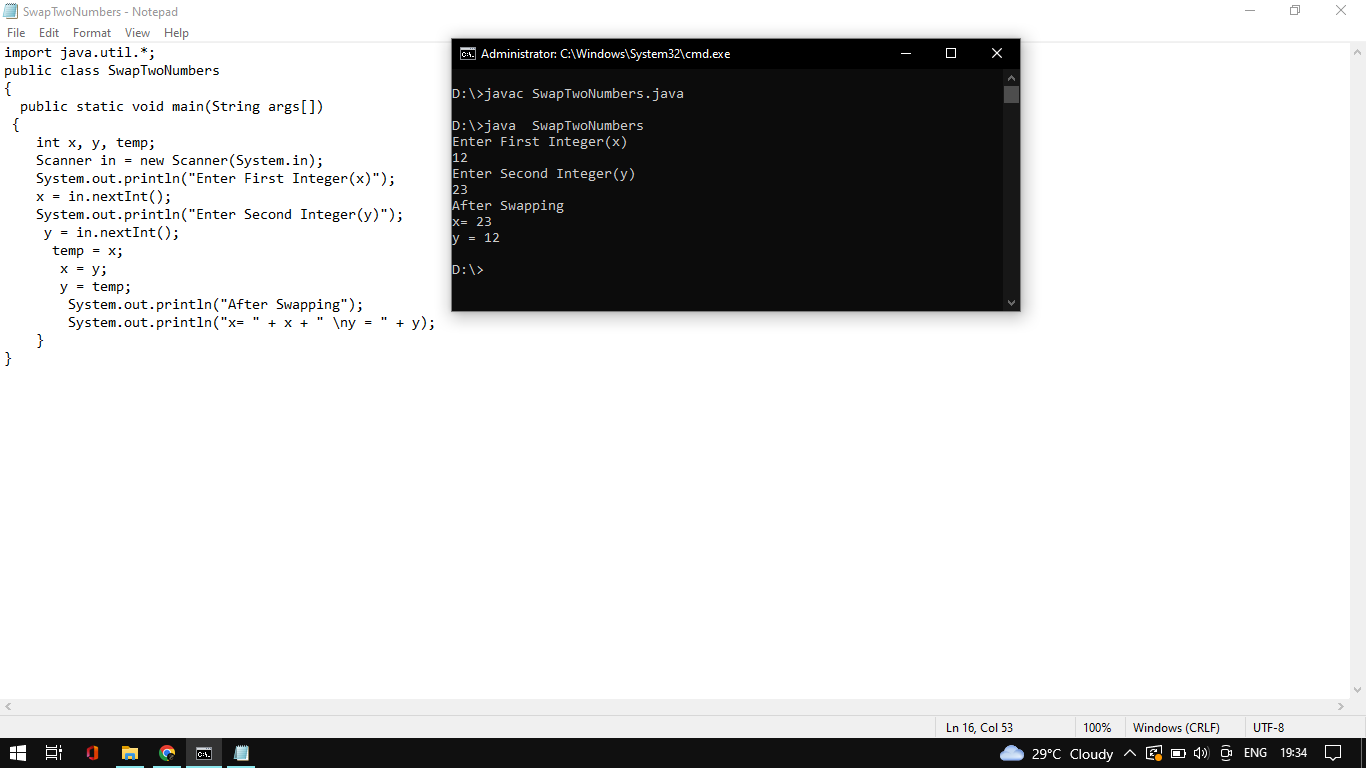 SwapTwoNumbers - Notepad
File Edit Format View Help
import java.util.*;
public class SwapTwoNumbers
{
  public static void main(String args[])
 {
    int x, y, temp;
    Scanner in = new Scanner(System.in);
    System.out.println("Enter First Integer(x)");
    x = in.nextInt();
    System.out.println("Enter Second Integer(y)");
     y = in.nextInt();
      temp = x;
       x = y;
       y = temp;
        System.out.println("After Swapping");
        System.out.println("x= " + x + " \ny = " + y);
    }
}
Administrator: C:\Windows\System32\cmd.exe
D:\>javac SwapTwoNumbers.java
D:\>java  SwapTwoNumbers
Enter First Integer(x)
12
Enter Second Integer(y)
23
After Swapping
x= 23
y = 12
D:\>
Ln 16, Col 53 100% Windows (CRLF) UTF-8
29°C Cloudy ENG 19:34